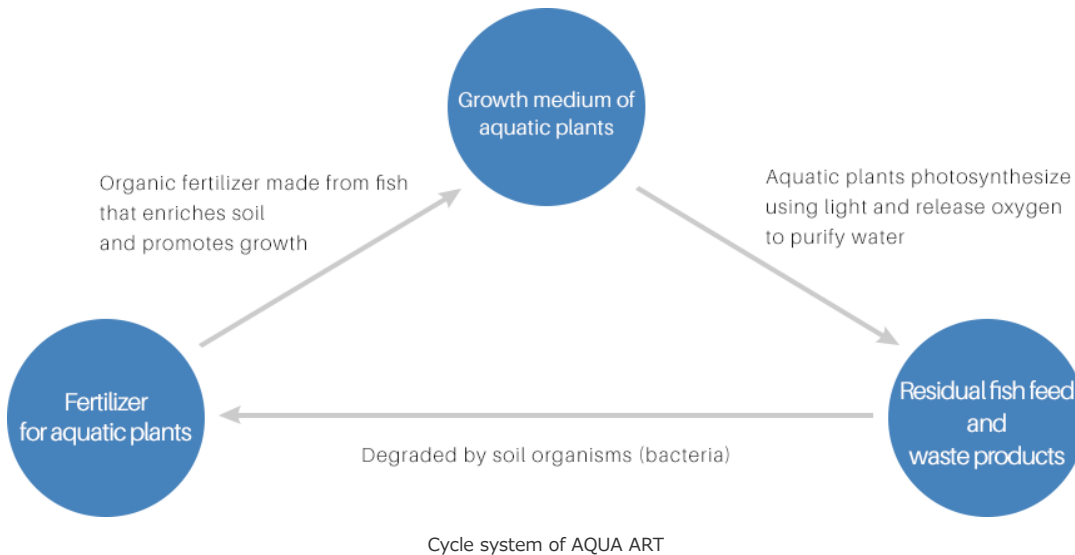 Growth medium of
aquatic plants
Organic fertilizer made from fish
that enriches soil
and promotes growth
Aquatic plants photosynthesize
using light and release oxygen
to purify water
Fertilizer
for aquatic plants
Residual fish feed
and
waste products
Degraded by soil organisms (bacteria)
Cycle system of AQUA ART